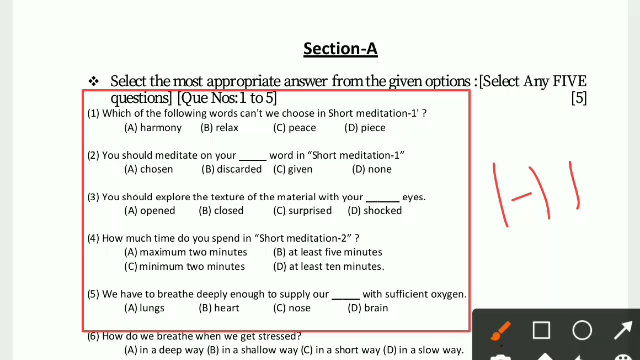 Section-A
❖ Select the most appropriate answer from the given options :[Select Any FIVE
questions] [Que Nos: 1 to 5] [5]
(1) Which of the following words can't we choose in Short meditation-1' ?
(A) harmony (B) relax (C) peace (D) piece
(2) You should meditate on your _____ word in "Short meditation-1"
(A) chosen (B) discarded (C) given (D) none
(3) You should explore the texture of the material with your ______ eyes.
(A) opened (B) closed (C) surprised (D) shocked
(4) How much time do you spend in "Short meditation-2" ?
(A) maximum two minutes (B) at least five minutes
(C) minimum two minutes (D) at least ten minutes.
(5) We have to breathe deeply enough to supply our _____ with sufficient oxygen.
(A) lungs (B) heart (C) nose (D) brain
(6) How do we breathe when we get stressed?
(A) in a deep way (B) in a shallow way (C) in a short way (D) in a slow way.